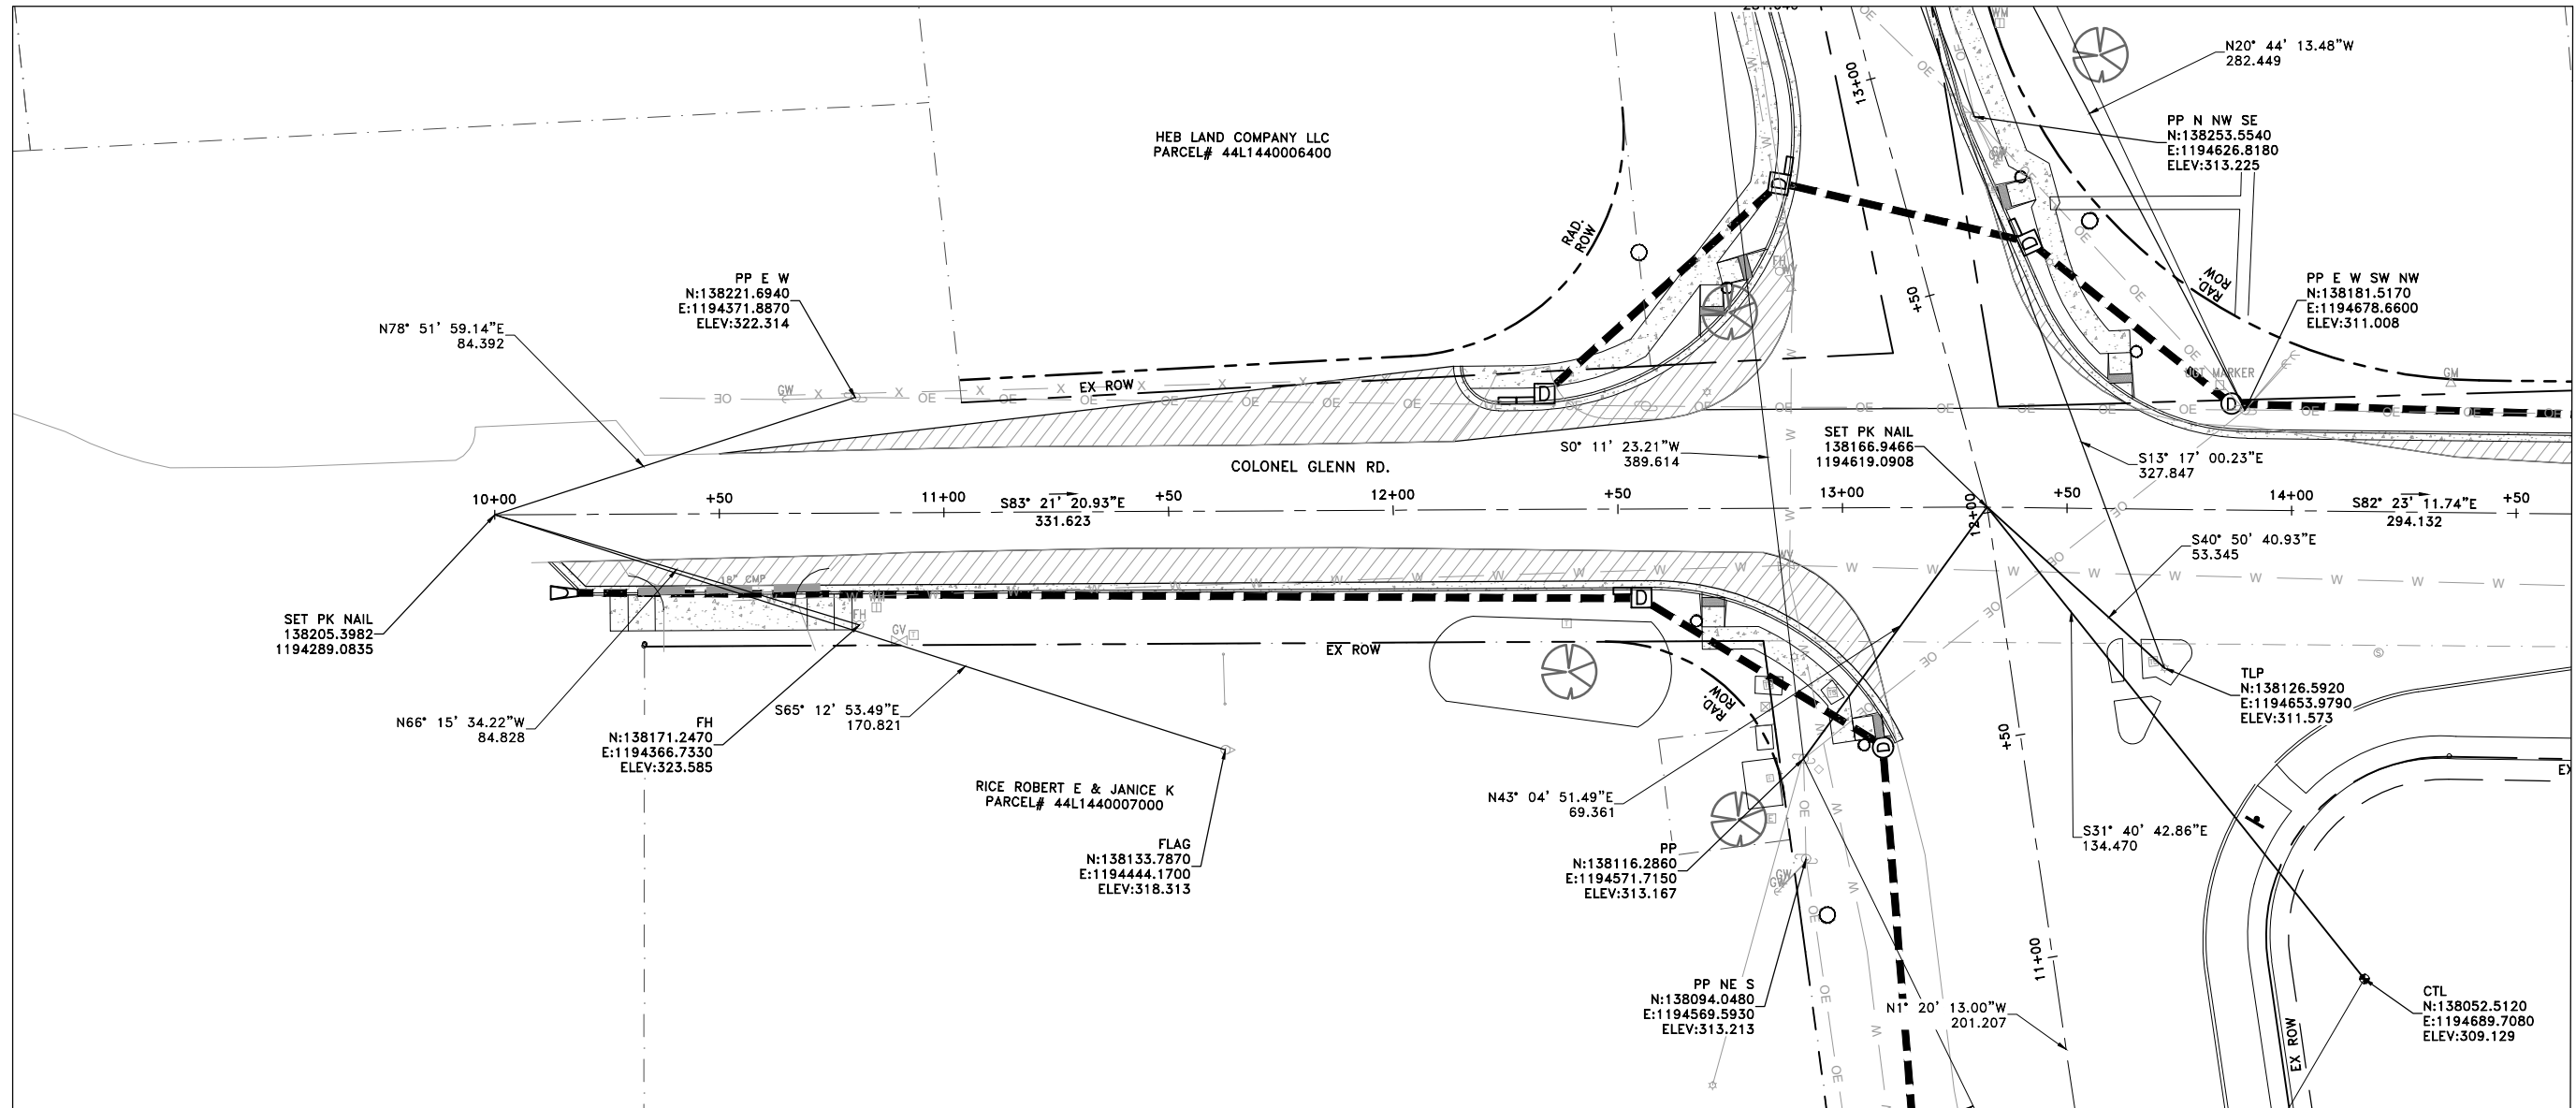 N20° 44' 13.48"W
282.449
WM
13+00
PP N NW SE
N:138253.5540
E:1194626.8180
ELEV:313.225
HEB LAND COMPANY LLC
PARCEL# 44L1440006400
RAD.
ROW
PP E W
N:138221.6940
E:1194371.8870
ELEV:322.314
N78° 51' 59.14"E
84.392
RAD.
ROW
PP E W SW NW
N:138181.5170
E:1194678.6600
ELEV:311.008
+50
FH
WV
GW
EX ROW
GM
S0° 11' 23.21"W
389.614
SET PK NAIL
138166.9466
1194619.0908
S13° 17' 00.23"E
327.847
COLONEL GLENN RD.
10+00
+50
11+00
S83° 21' 20.93"E
331.623
+50
12+00
+50
13+00
12+00
+50
14+00
S82° 23' 11.74"E
294.132
+50
S40° 50' 40.93"E
53.345
18" CMP
WM
FH
GV
WV
SET PK NAIL
138205.3982
1194289.0835
EX ROW
N66° 15' 34.22"W
84.828
FH
N:138171.2470
E:1194366.7330
ELEV:323.585
S65° 12' 53.49"E
170.821
RAD.
ROW
TLP
N:138126.5920
E:1194653.9790
ELEV:311.573
+50
RICE ROBERT E & JANICE K
PARCEL# 44L1440007000
N43° 04' 51.49"E
69.361
S31° 40' 42.86"E
134.470
FLAG
N:138133.7870
E:1194444.1700
ELEV:318.313
PP
N:138116.2860
E:1194571.7150
ELEV:313.167
GW
GW
11+00
PP NE S
N:138094.0480
E:1194569.5930
ELEV:313.213
N1° 20' 13.00"W
201.207
CTL
N:138052.5120
E:1194689.7080
ELEV:309.129
EX ROW